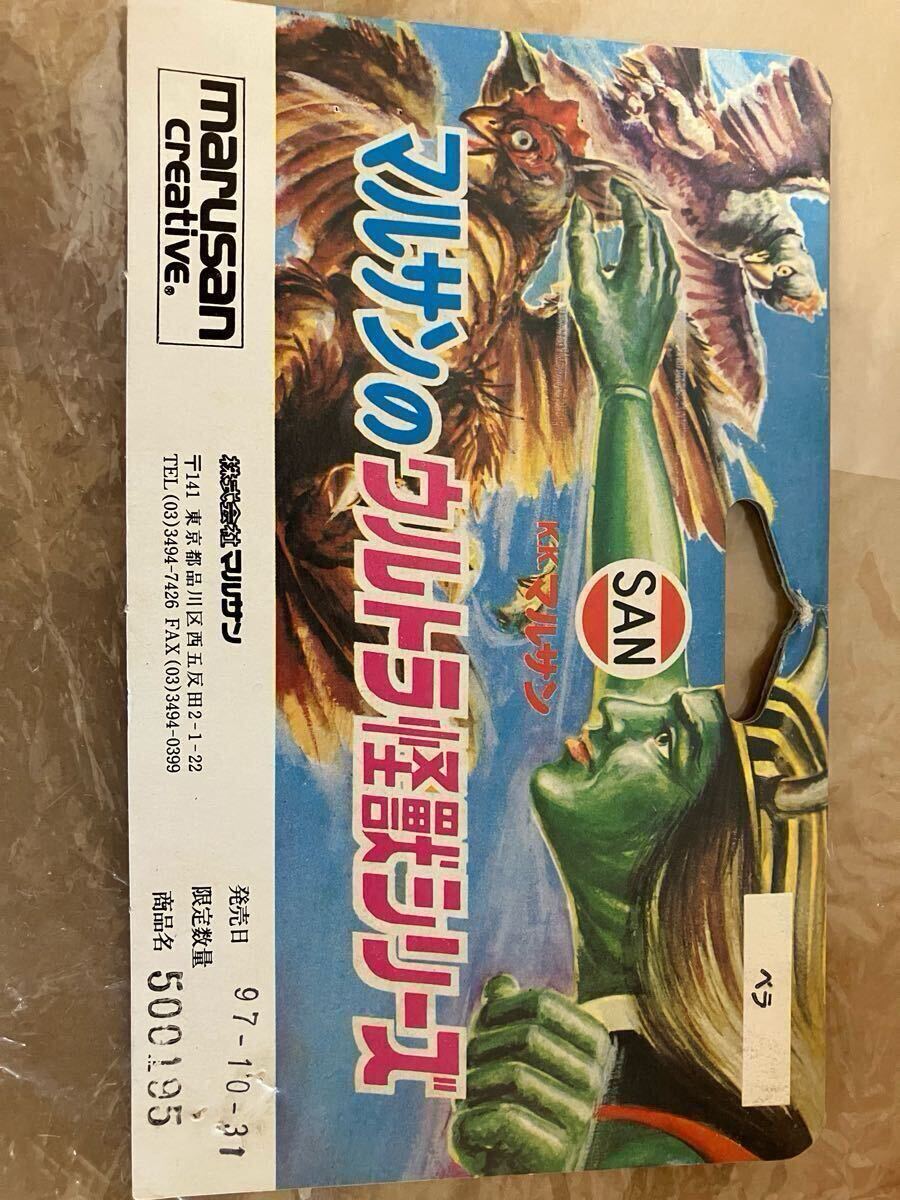 ベラ
SAN
KKマルサン
マルサンのウルトラ怪獣シリーズ
marusan
creative®
株式会社マルサン
〒141 東京都品川区西五反田2-1-22
TEL (03)3494-7426 FAX (03)3494-0399
発売日 97-10-31
限定数量
商品名 500195